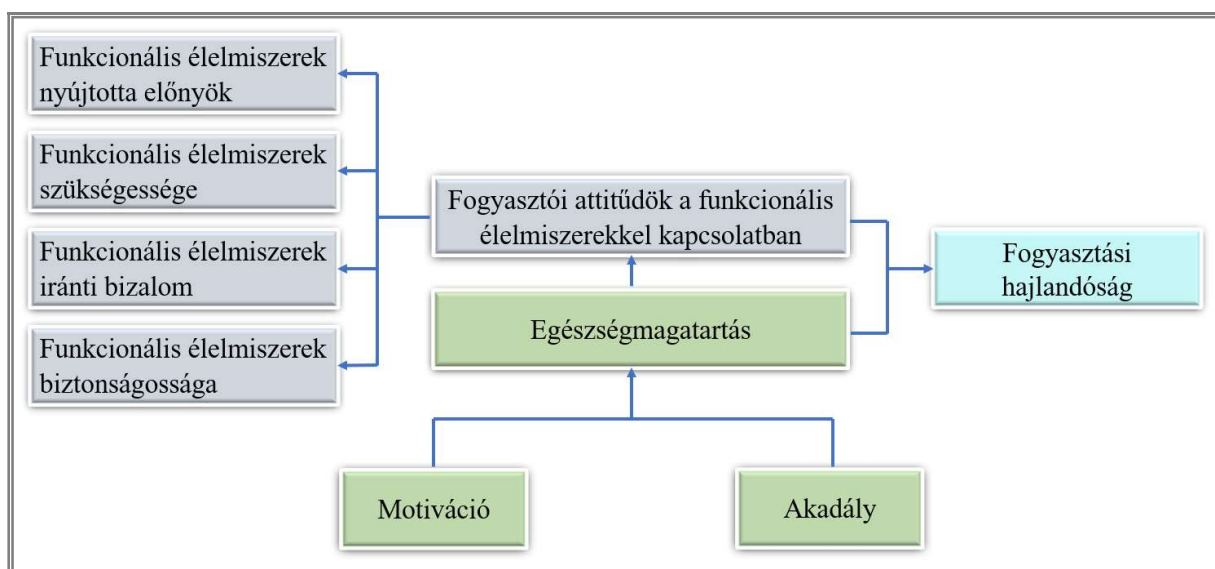 Funkcionális élelmiszerek
nyújtotta előnyök
Funkcionális élelmiszerek
szükségessége
Funkcionális élelmiszerek
iránti bizalom
Funkcionális élelmiszerek
biztonságossága
Fogyasztói attitűdök a funkcionális
élelmiszerekkel kapcsolatban
Egészségmagatartás
Motiváció
Akadály
Fogyasztási
hajlandóság